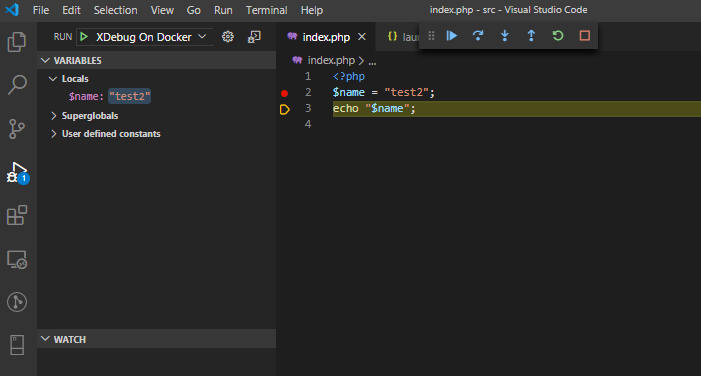 File Edit Selection View Go Run Terminal Help index.php - src - Visual Studio Code
RUN XDebug On Docker
index.php
VARIABLES
index.php > ...
Locals
$name: "test2"
Superglobals
User defined constants
1 <?php
2 $name = "test2";
3 echo "$name";
4
1
WATCH